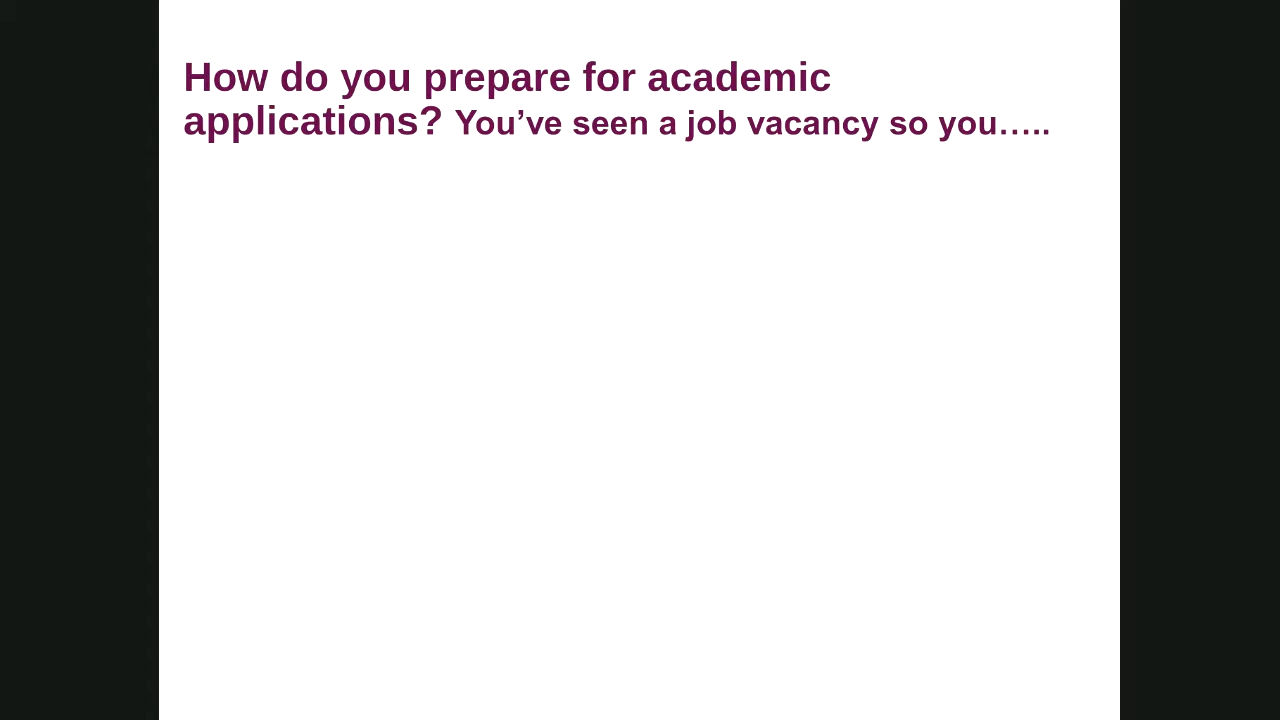 How do you prepare for academic
applications? You’ve seen a job vacancy so you…..